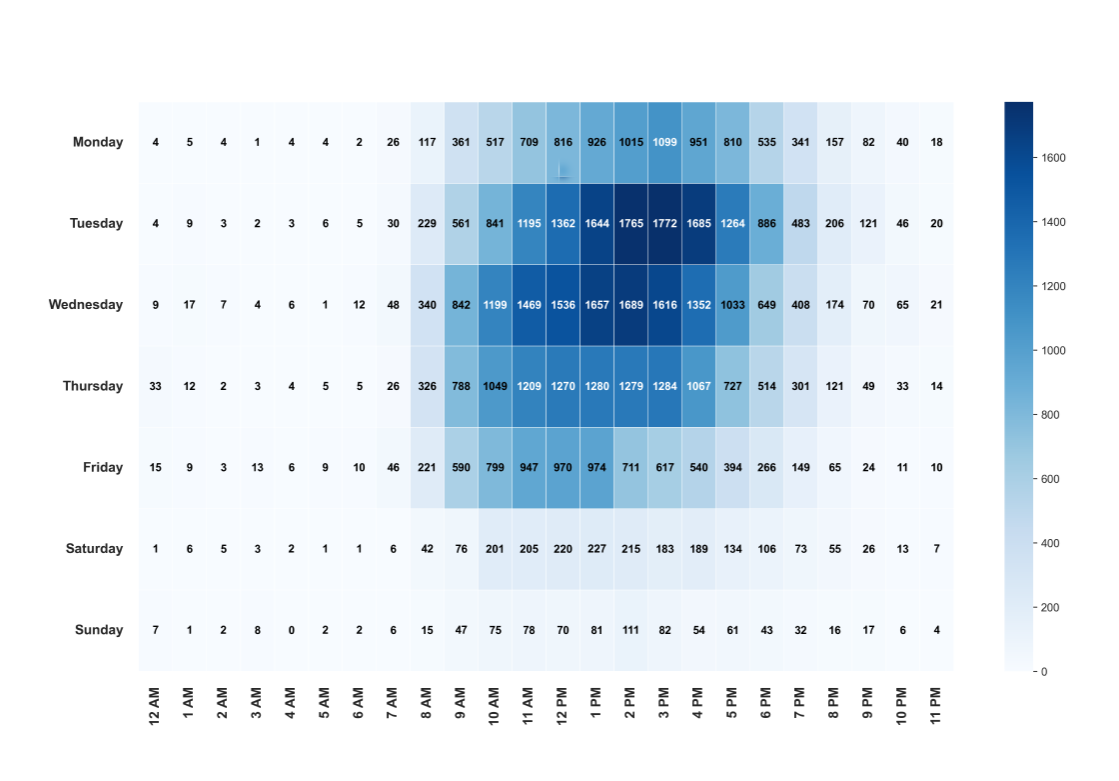 Monday 4 5 4 1 4 4 2 26 117 361 517 709 816 926 1015 1099 951 810 535 341 157 82 40 18
Tuesday 4 9 3 2 3 6 5 30 229 561 841 1195 1362 1644 1765 1772 1685 1264 886 483 206 121 46 20
Wednesday 9 17 7 4 6 1 12 48 340 842 1199 1469 1536 1657 1689 1616 1352 1033 649 408 174 70 65 21
Thursday 33 12 2 3 4 5 5 26 326 788 1049 1209 1270 1280 1279 1284 1067 727 514 301 121 49 33 14
Friday 15 9 3 13 6 9 10 46 221 590 799 947 970 974 711 617 540 394 266 149 65 24 11 10
Saturday 1 6 5 3 2 1 1 6 42 76 201 205 220 227 215 183 189 134 106 73 55 26 13 7
Sunday 7 1 2 8 0 2 2 6 15 47 75 78 70 81 111 82 54 61 43 32 16 17 6 4
12 AM 1 AM 2 AM 3 AM 4 AM 5 AM 6 AM 7 AM 8 AM 9 AM 10 AM 11 AM 12 PM 1 PM 2 PM 3 PM 4 PM 5 PM 6 PM 7 PM 8 PM 9 PM 10 PM 11 PM
1600
1400
1200
1000
800
600
400
200
0